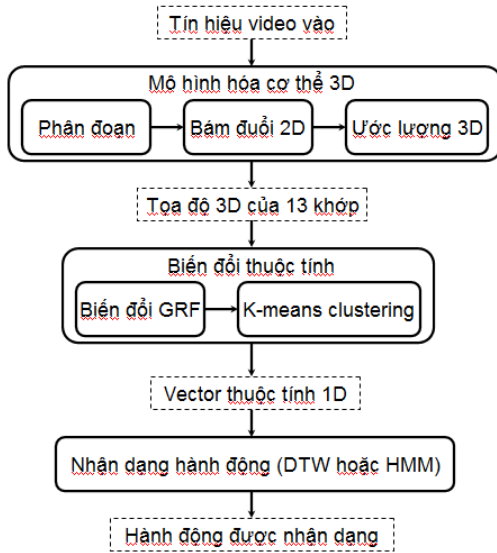 Tín hiệu video vào
Mô hình hóa cơ thể 3D
Phân đoạn
Bám đuổi 2D
Ước lượng 3D
Tọa độ 3D của 13 khớp
Biến đổi thuộc tính
Biến đổi GRF
K-means clustering
Vector thuộc tính 1D
Nhận dạng hành động (DTW hoặc HMM)
Hành động được nhận dạng